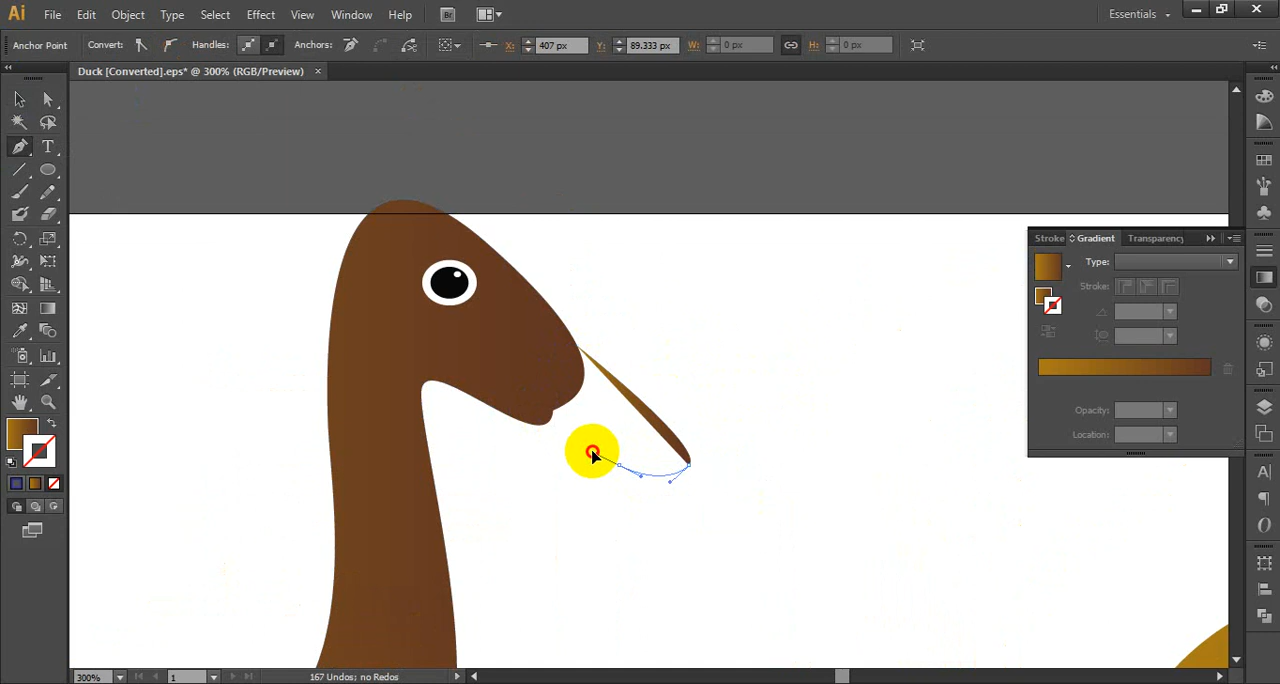 Ai File Edit Object Type Select Effect View Window Help Br Essentials
Anchor Point Convert: Handles: Anchors: X: 407 px Y: 89.333 px W: 0 px H: 0 px
Duck [Converted].eps* @ 300% (RGB/Preview) ×
T
Stroke Gradient Transparency
Type:
Stroke:
Opacity:
Location:
A
300% 1 167 Undos; no Redos